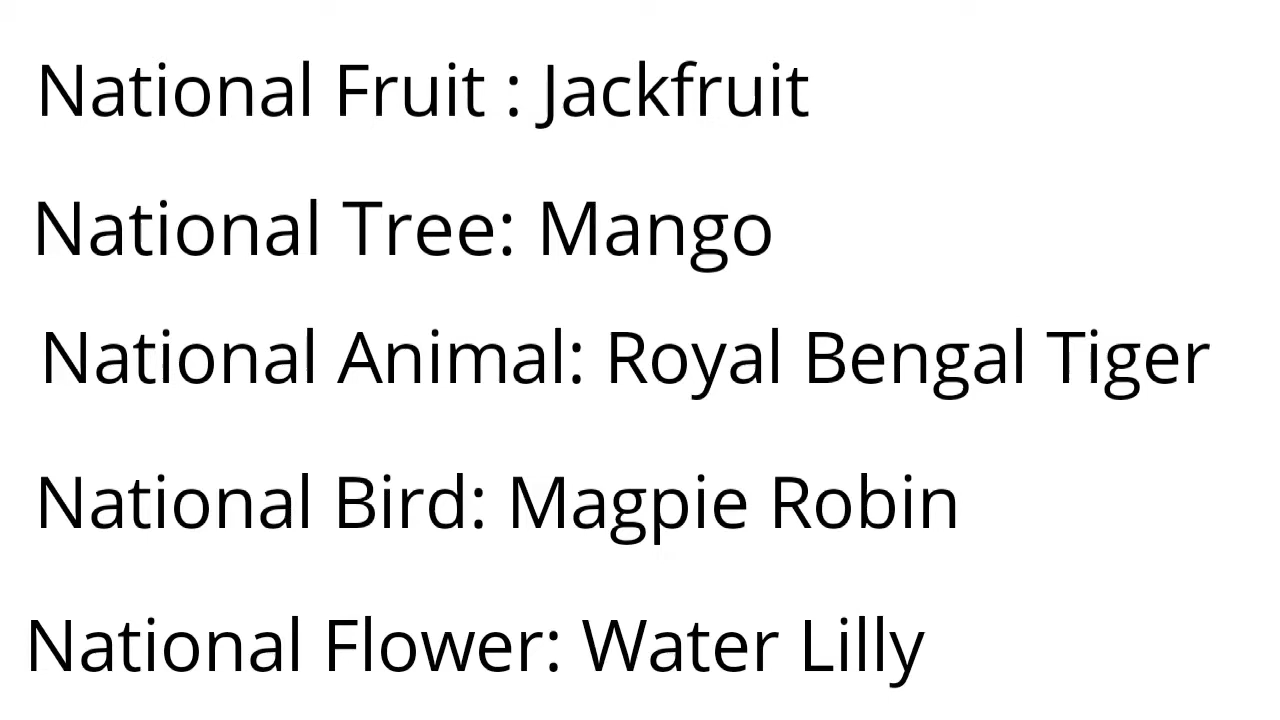 National Fruit : Jackfruit
National Tree: Mango
National Animal: Royal Bengal Tiger
National Bird: Magpie Robin
National Flower: Water Lilly